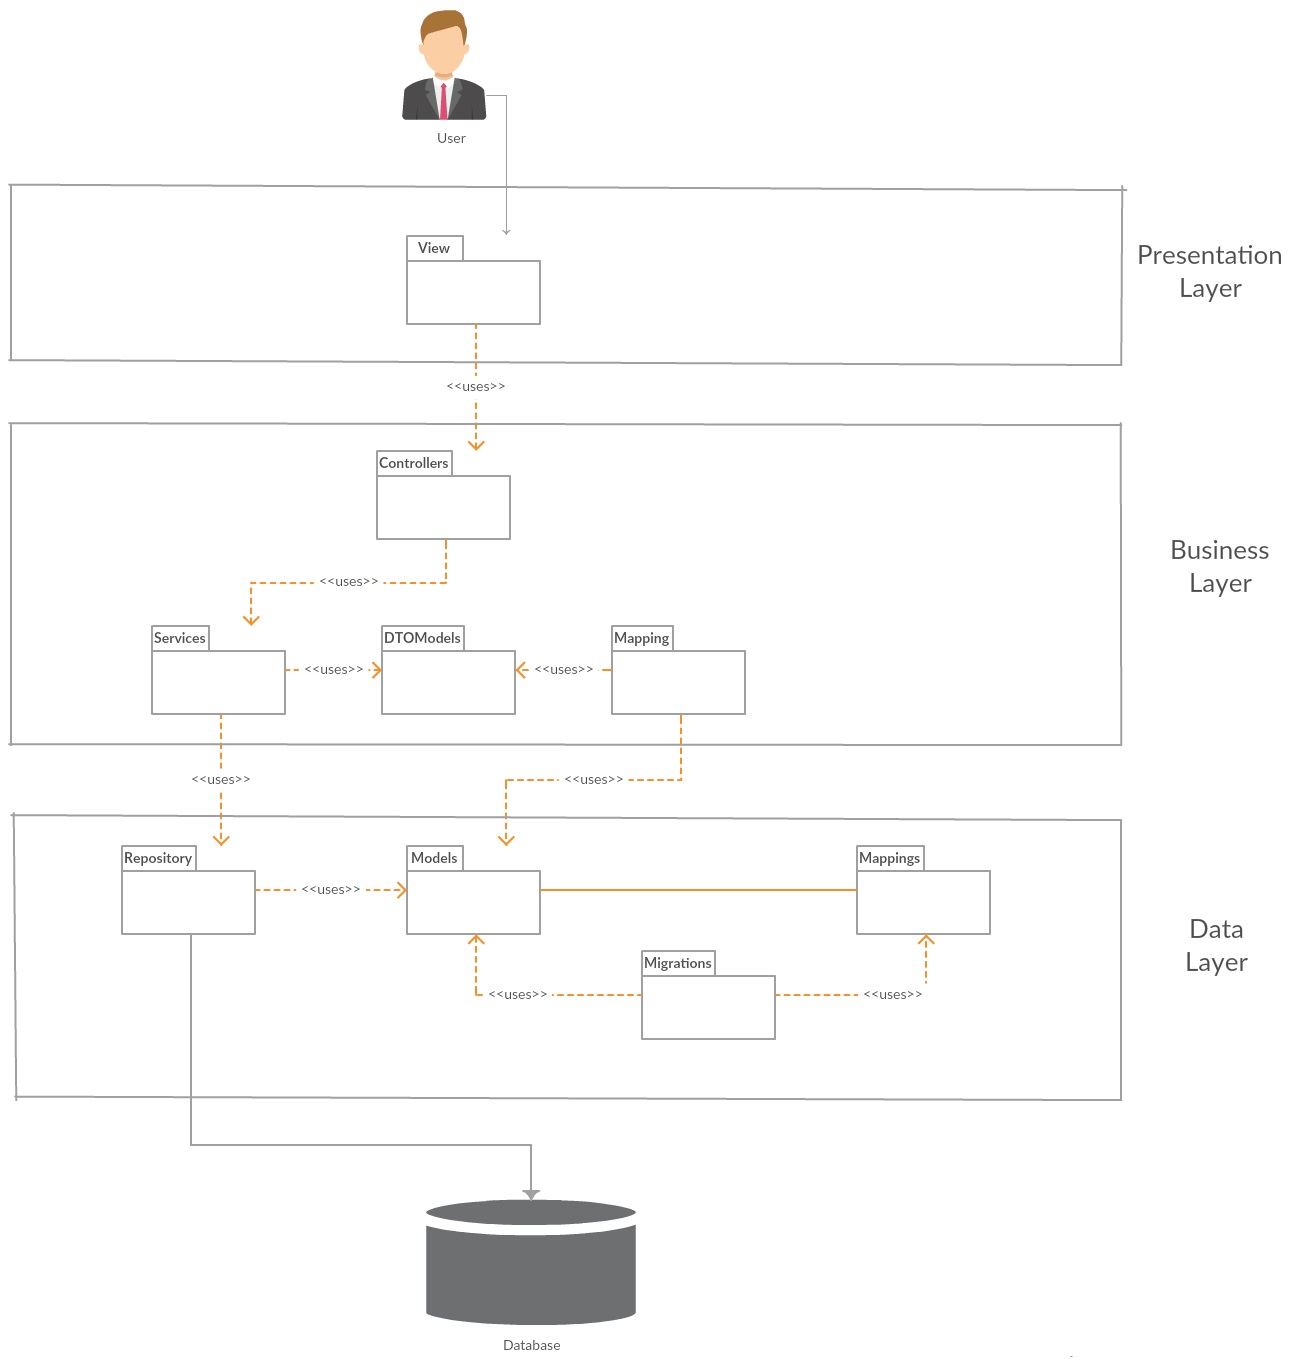 User
View
Presentation
Layer
<<uses>>
Controllers
Business
Layer
<<uses>>
Services
DTOModels
Mapping
<<uses>>
<<uses>>
<<uses>>
<<uses>>
Repository
Models
Mappings
<<uses>>
Data
Layer
Migrations
<<uses>>
<<uses>>
Database